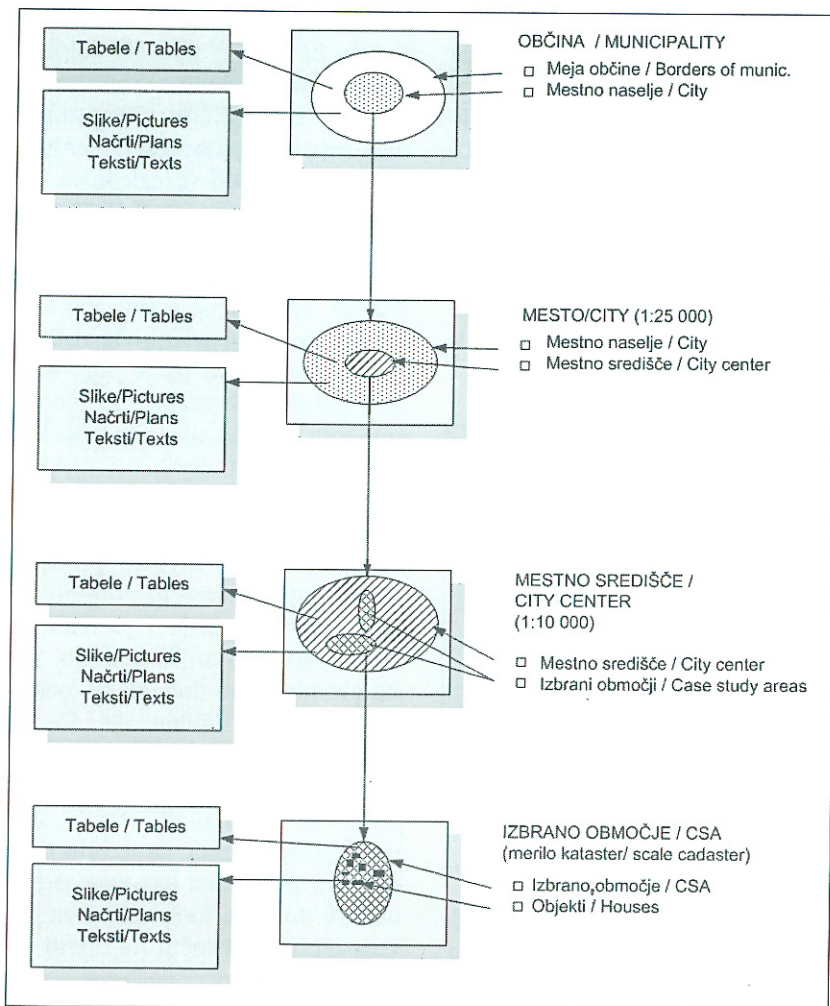 Tabele / Tables
Slike/Pictures
Načrti/Plans
Teksti/Texts
OBČINA / MUNICIPALITY
□ Meja občine / Borders of munic.
□ Mestno naselje / City
Tabele / Tables
Slike/Pictures
Načrti/Plans
Teksti/Texts
MESTO/CITY (1:25 000)
□ Mestno naselje / City
□ Mestno središče / City center
Tabele / Tables
Slike/Pictures
Načrti/Plans
Teksti/Texts
MESTNO SREDIŠČE /
CITY CENTER
(1:10 000)
□ Mestno središče / City center
□ Izbrani območji / Case study areas
Tabele / Tables
Slike/Pictures
Načrti/Plans
Teksti/Texts
IZBRANO OBMOČJE / CSA
(merilo kataster/ scale cadaster)
□ Izbrano območje / CSA
□ Objekti / Houses